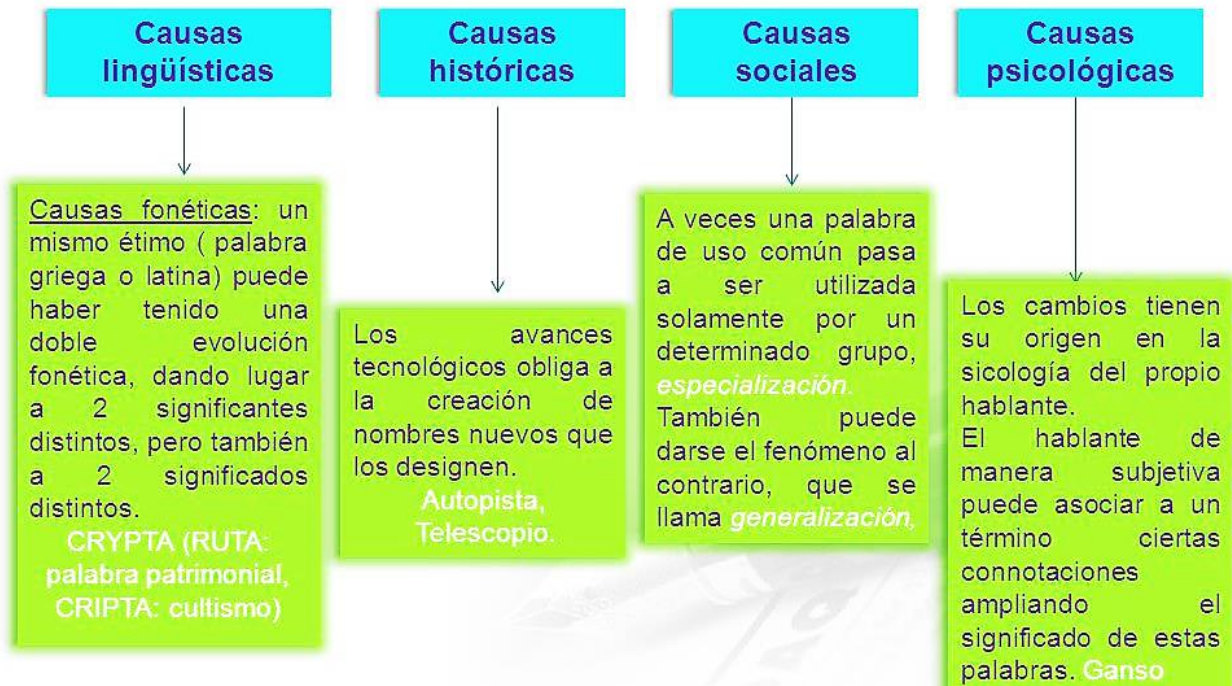 Causas
lingüísticas
Causas
históricas
Causas
sociales
Causas
psicológicas
Causas fonéticas: un
mismo étimo ( palabra
griega o latina) puede
haber tenido una
doble evolución
fonética, dando lugar
a 2 significantes
distintos, pero también
a 2 significados
distintos.
CRYPTA (RUTA:
palabra patrimonial,
CRIPTA: cultismo)
Los avances
tecnológicos obliga a
la creación de
nombres nuevos que
los designen.
Autopista,
Telescopio.
A veces una palabra
de uso común pasa
a ser utilizada
solamente por un
determinado grupo,
especialización.
También puede
darse el fenómeno al
contrario, que se
llama generalización,
Los cambios tienen
su origen en la
sicología del propio
hablante.
El hablante de
manera subjetiva
puede asociar a un
término ciertas
connotaciones
ampliando el
significado de estas
palabras. Ganso